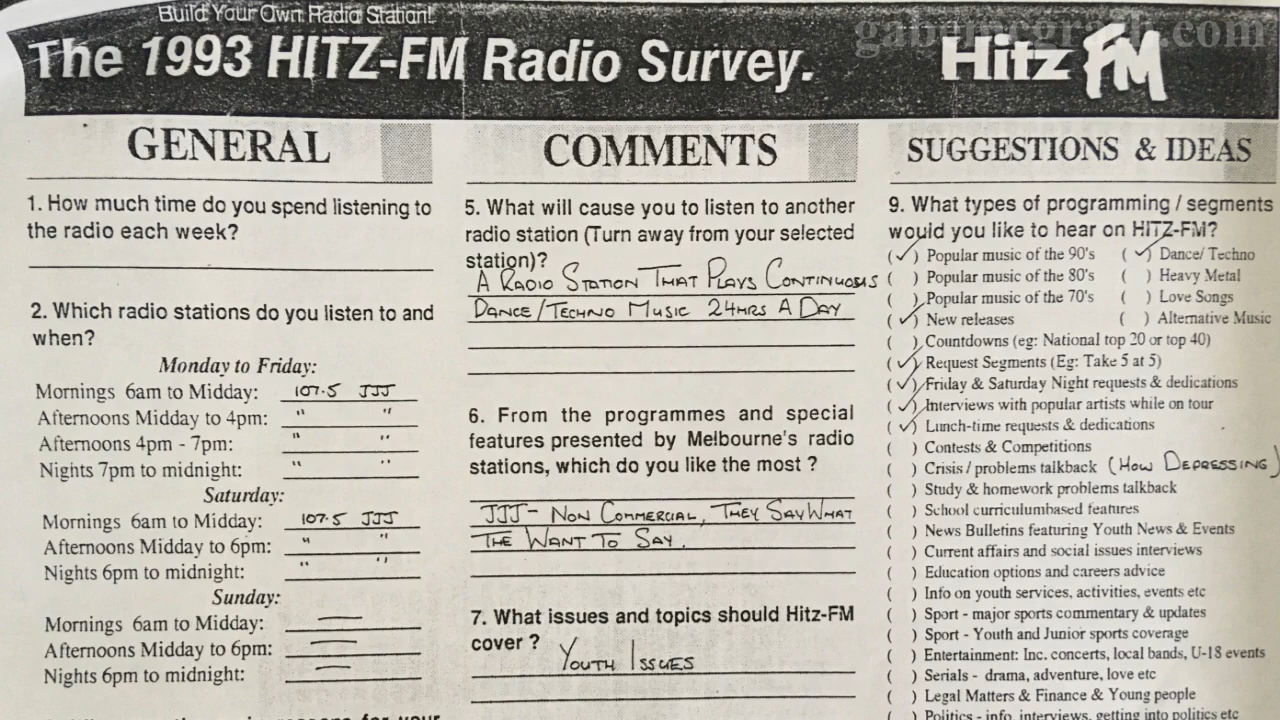 Build Your Own Radio Station!
The 1993 HITZ-FM Radio Survey.
Hitz FM
gabemcgrath.com
GENERAL
1. How much time do you spend listening to
the radio each week?
2. Which radio stations do you listen to and
when?
Monday to Friday:
Mornings 6am to Midday: 107.5 JJJ
Afternoons Midday to 4pm: " "
Afternoons 4pm - 7pm: " "
Nights 7pm to midnight: " "
Saturday:
Mornings 6am to Midday: 107.5 JJJ
Afternoons Midday to 6pm: " "
Nights 6pm to midnight: " "
Sunday:
Mornings 6am to Midday: —
Afternoons Midday to 6pm: —
Nights 6pm to midnight: —
COMMENTS
5. What will cause you to listen to another
radio station (Turn away from your selected
station)?
A RADIO STATION THAT PLAYS CONTINUOUS
DANCE/TECHNO MUSIC 24HRS A DAY
6. From the programmes and special
features presented by Melbourne's radio
stations, which do you like the most ?
JJJ - NON COMMERCIAL, THEY SAY WHAT
THE WANT TO SAY.
7. What issues and topics should Hitz-FM
cover ?
YOUTH ISSUES
SUGGESTIONS & IDEAS
9. What types of programming / segments
would you like to hear on HITZ-FM?
(✓) Popular music of the 90's (✓) Dance/ Techno
( ) Popular music of the 80's ( ) Heavy Metal
( ) Popular music of the 70's ( ) Love Songs
(✓) New releases ( ) Alternative Music
( ) Countdowns (eg: National top 20 or top 40)
(✓) Request Segments (Eg: Take 5 at 5)
(✓) Friday & Saturday Night requests & dedications
(✓) Interviews with popular artists while on tour
(✓) Lunch-time requests & dedications
( ) Contests & Competitions
( ) Crisis / problems talkback (HOW DEPRESSING)
( ) Study & homework problems talkback
( ) School curriculumbased features
( ) News Bulletins featuring Youth News & Events
( ) Current affairs and social issues interviews
( ) Education options and careers advice
( ) Info on youth services, activities, events etc
( ) Sport - major sports commentary & updates
( ) Sport - Youth and Junior sports coverage
( ) Entertainment: Inc. concerts, local bands, U-18 events
( ) Serials - drama, adventure, love etc
( ) Legal Matters & Finance & Young people
( ) Politics - info, interviews, getting into politics etc